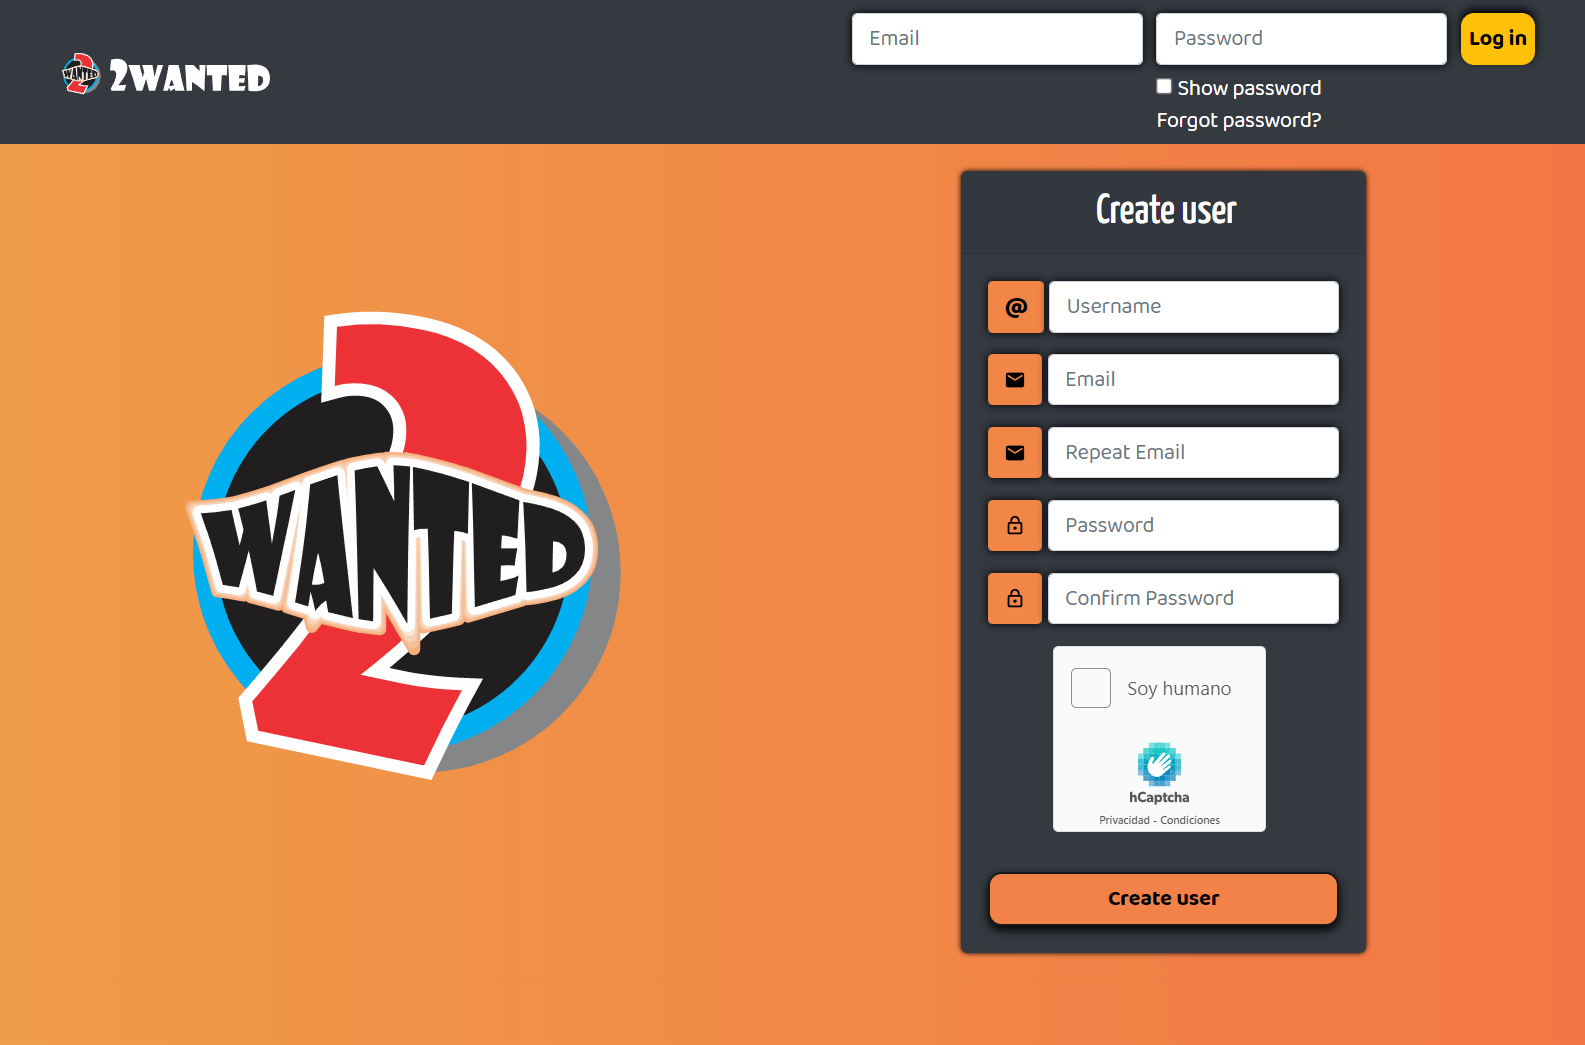 Email
Password
Log in
WANTED
2WANTED
Show password
Forgot password?
Create user
@
Username
Email
Repeat Email
Password
Confirm Password
2
WANTED
Soy humano
hCaptcha
Privacidad - Condiciones
Create user